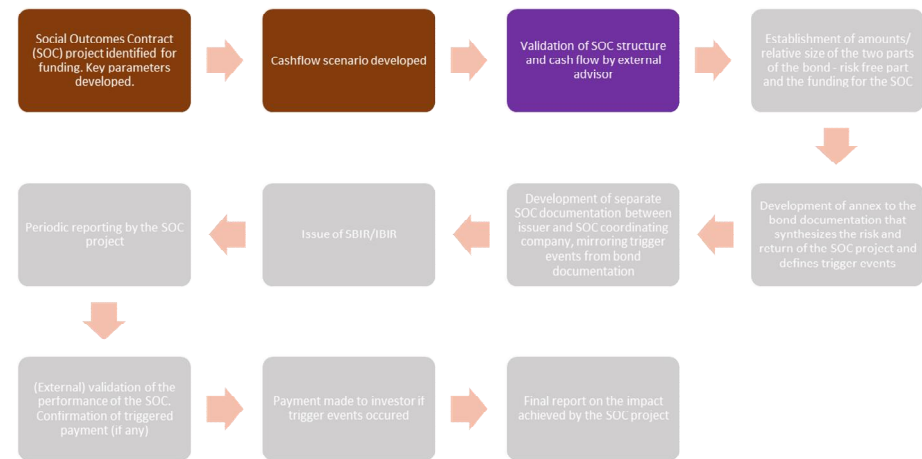 Social Outcomes Contract
(SOC) project identified for
funding. Key parameters
developed.
Cashflow scenario developed
Validation of SOC structure
and cash flow by external
advisor
Establishment of amounts/
relative size of the two parts
of the bond - risk free part
and the funding for the SOC
Development of annex to the
bond documentation that
synthesizes the risk and
return of the SOC project and
defines trigger events
Development of separate
SOC documentation between
issuer and SOC coordinating
company, mirroring trigger
events from bond
documentation
Issue of SBIR/IBIR
Periodic reporting by the SOC
project
(External) validation of the
performance of the SOC.
Confirmation of triggered
payment (if any)
Payment made to investor if
trigger events occured
Final report on the impact
achieved by the SOC project